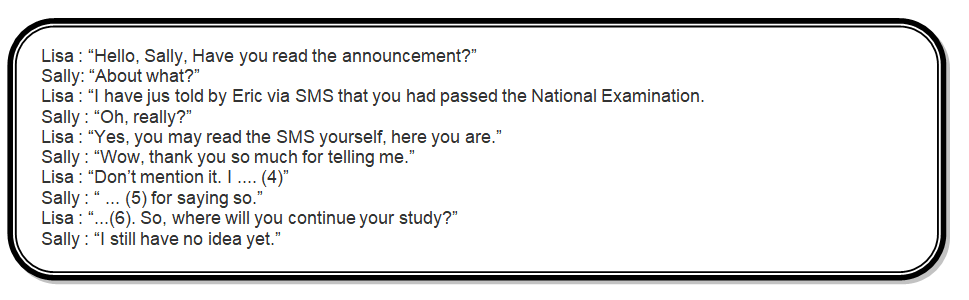 Lisa : “Hello, Sally, Have you read the announcement?”
Sally: “About what?”
Lisa : “I have jus told by Eric via SMS that you had passed the National Examination.
Sally : “Oh, really?”
Lisa : “Yes, you may read the SMS yourself, here you are.”
Sally : “Wow, thank you so much for telling me.”
Lisa : “Don’t mention it. I .... (4)”
Sally : “ ... (5) for saying so.”
Lisa : “...(6). So, where will you continue your study?”
Sally : “I still have no idea yet.”